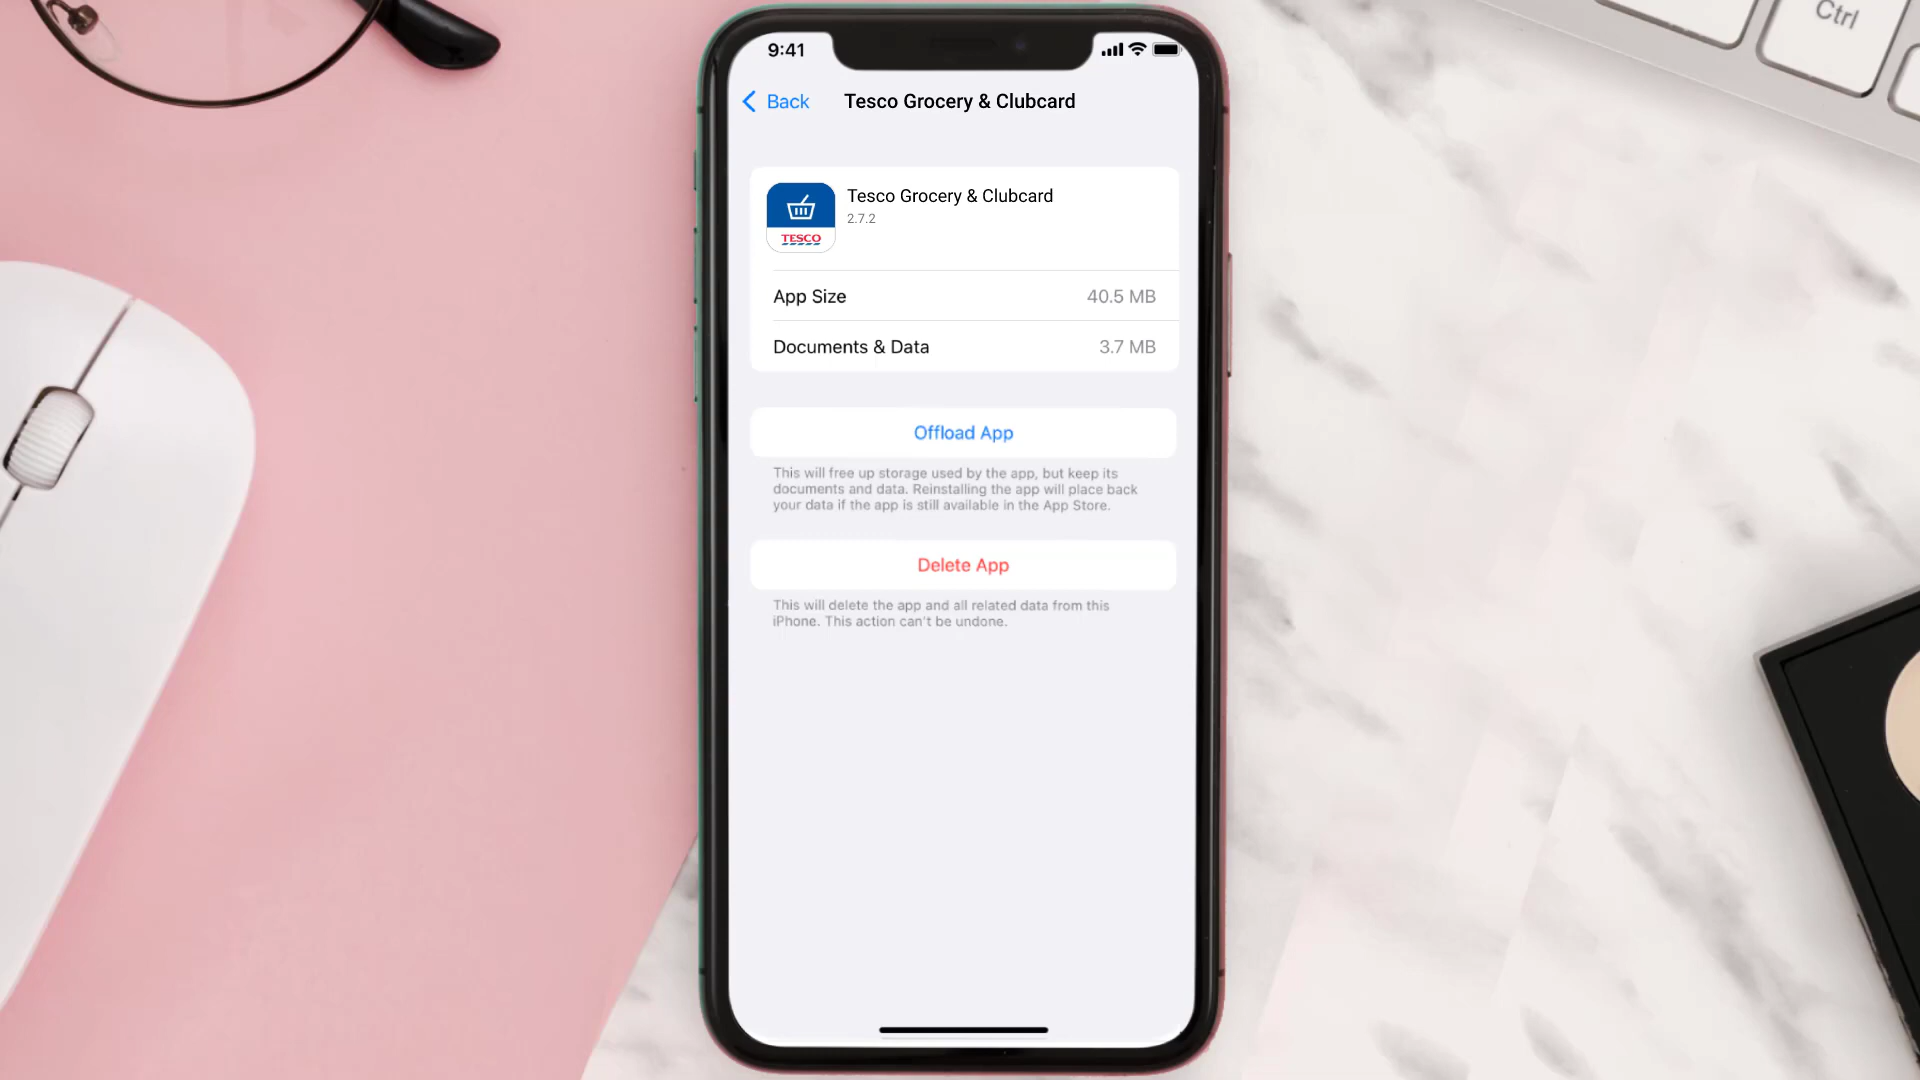 9:41
Back
Tesco Grocery & Clubcard
Tesco Grocery & Clubcard
2.7.2
TESCO
App Size 40.5 MB
Documents & Data 3.7 MB
Offload App
This will free up storage used by the app, but keep its
documents and data. Reinstalling the app will place back
your data if the app is still available in the App Store.
Delete App
This will delete the app and all related data from this
iPhone. This action can't be undone.
Ctrl